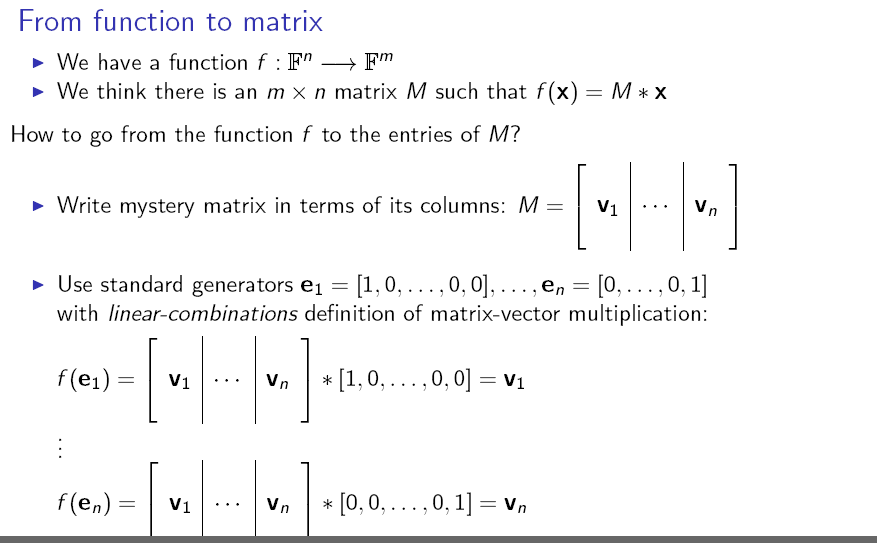 From function to matrix
▶ We have a function f : 𝔽ⁿ ⟶ 𝔽ᵐ
▶ We think there is an m × n matrix M such that f(x) = M ∗ x
How to go from the function f to the entries of M?
▶ Write mystery matrix in terms of its columns: M = [ v₁ | ⋯ | vₙ ]
▶ Use standard generators e₁ = [1, 0, . . . , 0, 0], . . . , eₙ = [0, . . . , 0, 1]
with linear-combinations definition of matrix-vector multiplication:
f(e₁) = [ v₁ | ⋯ | vₙ ] ∗ [1, 0, . . . , 0, 0] = v₁
⋮
f(eₙ) = [ v₁ | ⋯ | vₙ ] ∗ [0, 0, . . . , 0, 1] = vₙ